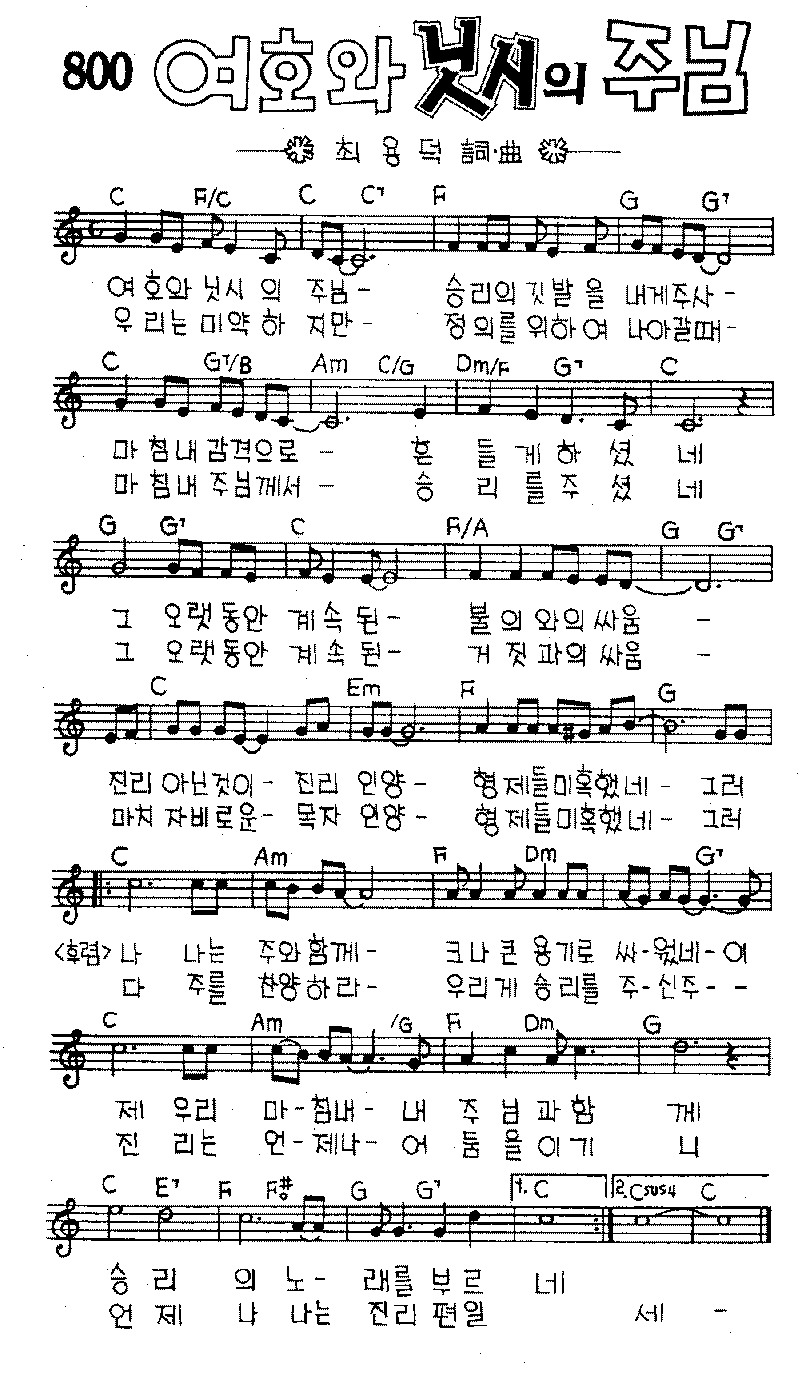 800 여호와 닛시의 주님
최용덕 詞·曲
C F/C C C7 F G G7
여호와 닛시 의 주님- 승리의 깃발 을 내게주사-
우리는 미약 하 지만- 정의를 위하 여 나아갈때-
C G7/B Am C/G Dm/F G7 C
마 침내 감격으로 - 흔 들 게 하 셨 네
마 침내 주님께서 - 승 리 를 주 셨 네
G G7 C F/A G G7
그 오랫동안 계속 된- 불의 와의 싸움 -
그 오랫동안 계속 된- 거 짓 과의 싸움 -
C Em F G
진리 아닌것이- 진리 인양- 형제들미혹했네- 그러
마치 자비로운- 목자 인양- 형제들미혹했네- 그러
C Am F Dm G7
<후렴> 나 나는 주와함께- 크나 큰 용기로 싸-웠네-이
다 주를 찬양하라- 우리게 승리를 주-신주--
C Am /G F Dm G
제 우리 마-침내- 내 주 님 과 함 께
진 리는 언-제나- 어 둠 을 이 기 니
C E7 F F#o G G7 1. C 2. Csus4 C
승 리 의 노- 래를 부 르 네
언 제 나 나는 진리 편일 세 -